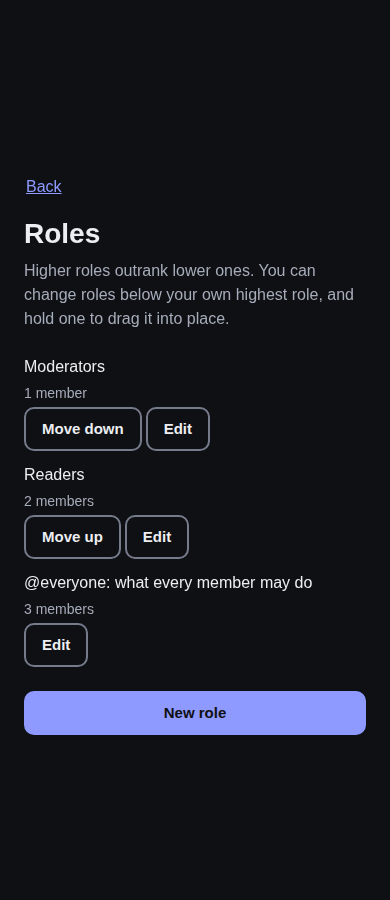 Back
Roles
Higher roles outrank lower ones. You can
change roles below your own highest role, and
hold one to drag it into place.
Moderators
1 member
Move down Edit
Readers
2 members
Move up Edit
@everyone: what every member may do
3 members
Edit
New role